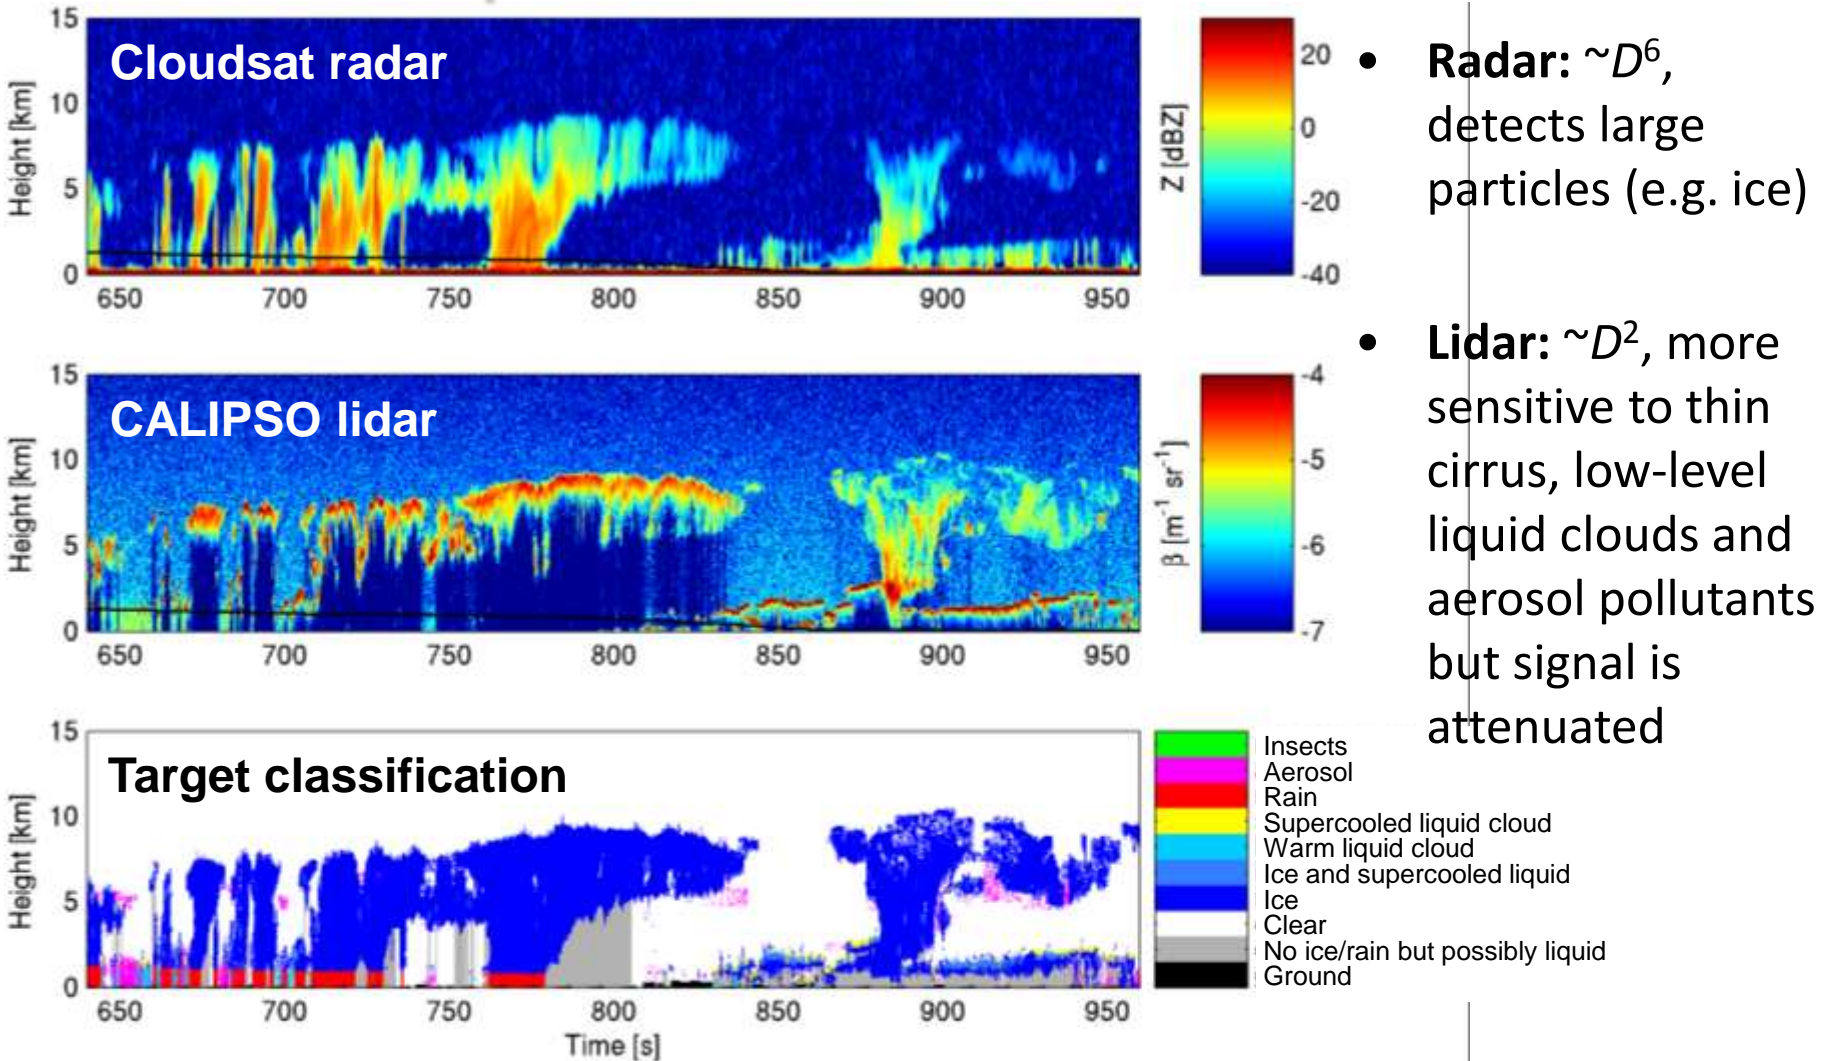 Cloudsat radar
Height [km]
15
10
5
0
650 700 750 800 850 900 950
Z [dBZ]
20
0
-20
-40
• Radar: ~D⁶,
detects large
particles (e.g. ice)
CALIPSO lidar
Height [km]
15
10
5
0
650 700 750 800 850 900 950
β [m⁻¹ sr⁻¹]
-4
-5
-6
-7
• Lidar: ~D², more
sensitive to thin
cirrus, low-level
liquid clouds and
aerosol pollutants
but signal is
attenuated
Target classification
Height [km]
15
10
5
0
650 700 750 800 850 900 950
Time [s]
Insects
Aerosol
Rain
Supercooled liquid cloud
Warm liquid cloud
Ice and supercooled liquid
Ice
Clear
No ice/rain but possibly liquid
Ground